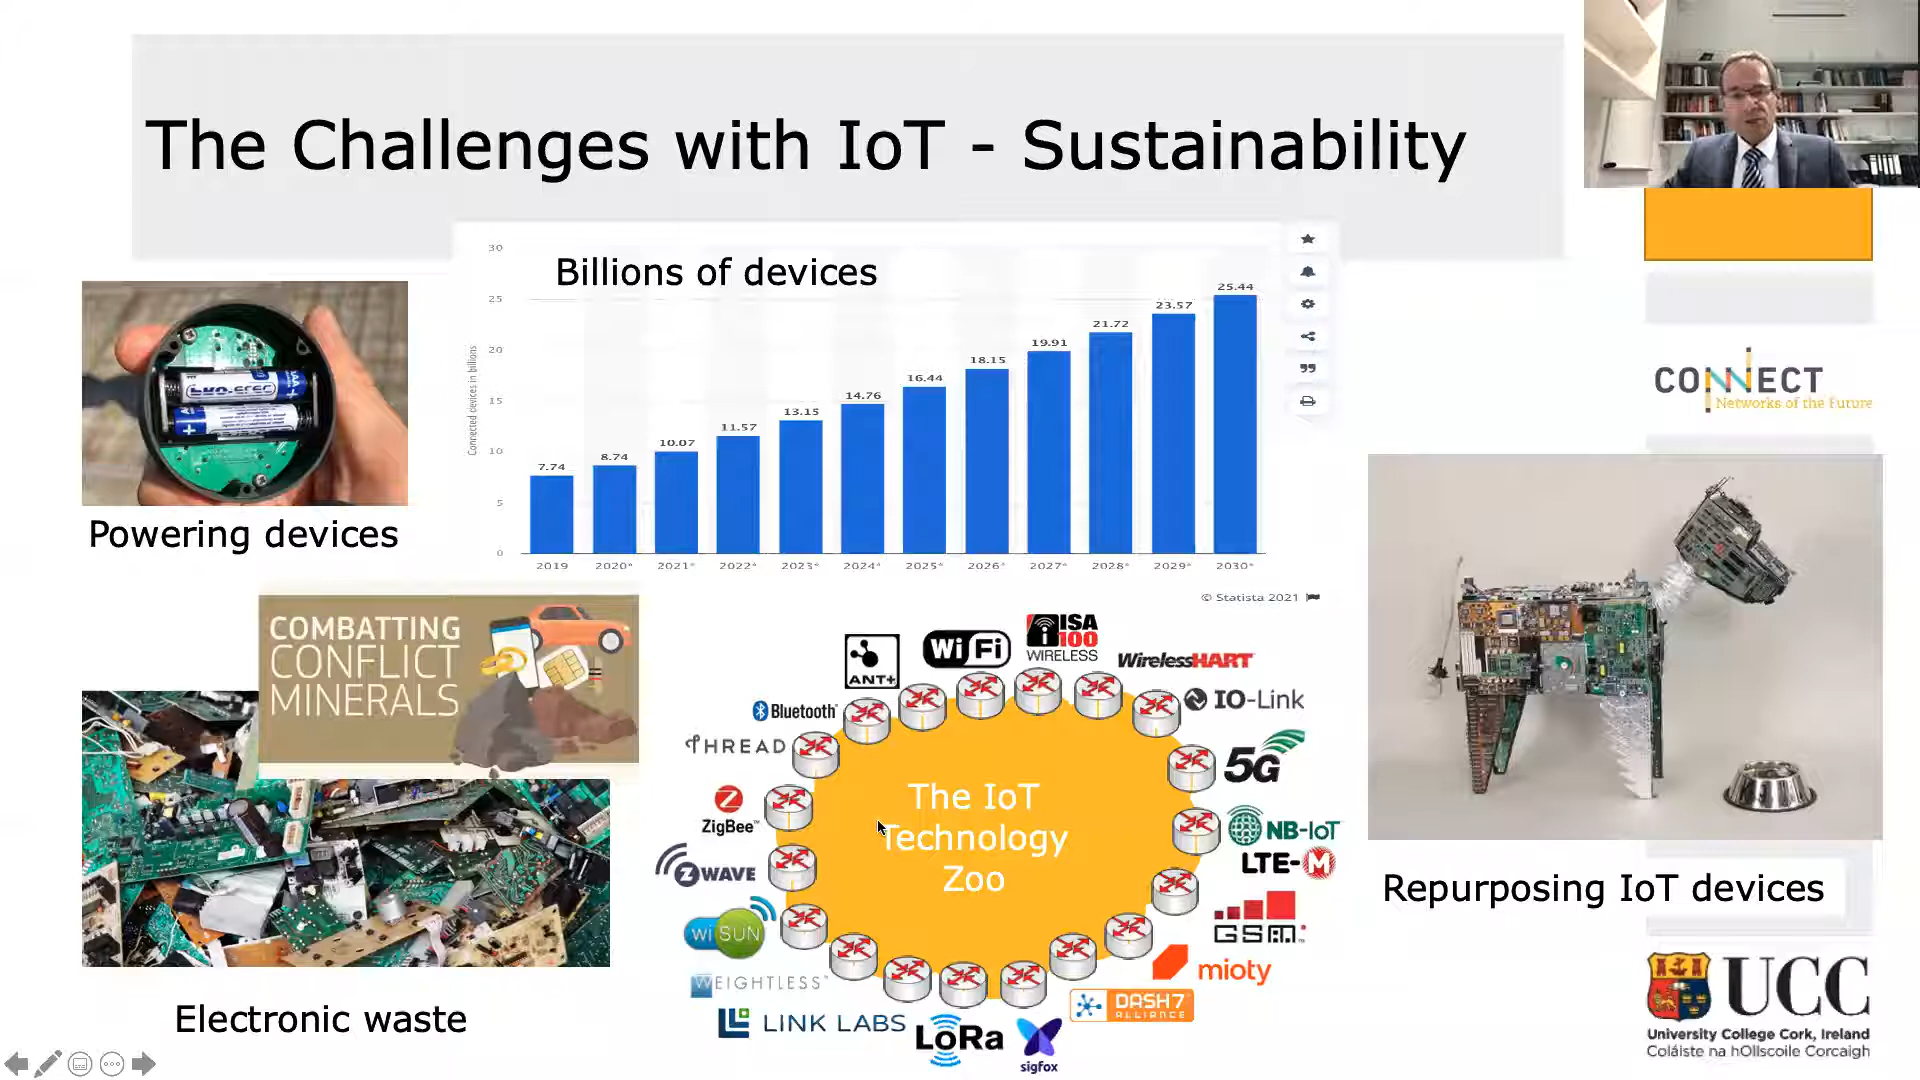 The Challenges with IoT - Sustainability
Billions of devices
Connected devices in billions
30
25
20
15
10
5
0
7.74
8.74
10.07
11.57
13.15
14.76
16.44
18.15
19.91
21.72
23.57
25.44
2019
2020*
2021*
2022*
2023*
2024*
2025*
2026*
2027*
2028*
2029*
2030*
© Statista 2021
Powering devices
COMBATTING
CONFLICT
MINERALS
Electronic waste
ANT+
WiFi
ISA
100
WIRELESS
WirelessHART
IO-Link
5G
NB-IoT
LTE-M
GSM
mioty
DASH7
ALLIANCE
sigfox
LoRa
LINK LABS
WEIGHTLESS™
Wi SUN
Z WAVE
ZigBee™
THREAD
Bluetooth
The IoT
Technology
Zoo
CONNECT
Networks of the Future
Repurposing IoT devices
UCC
University College Cork, Ireland
Coláiste na hOllscoile Corcaigh